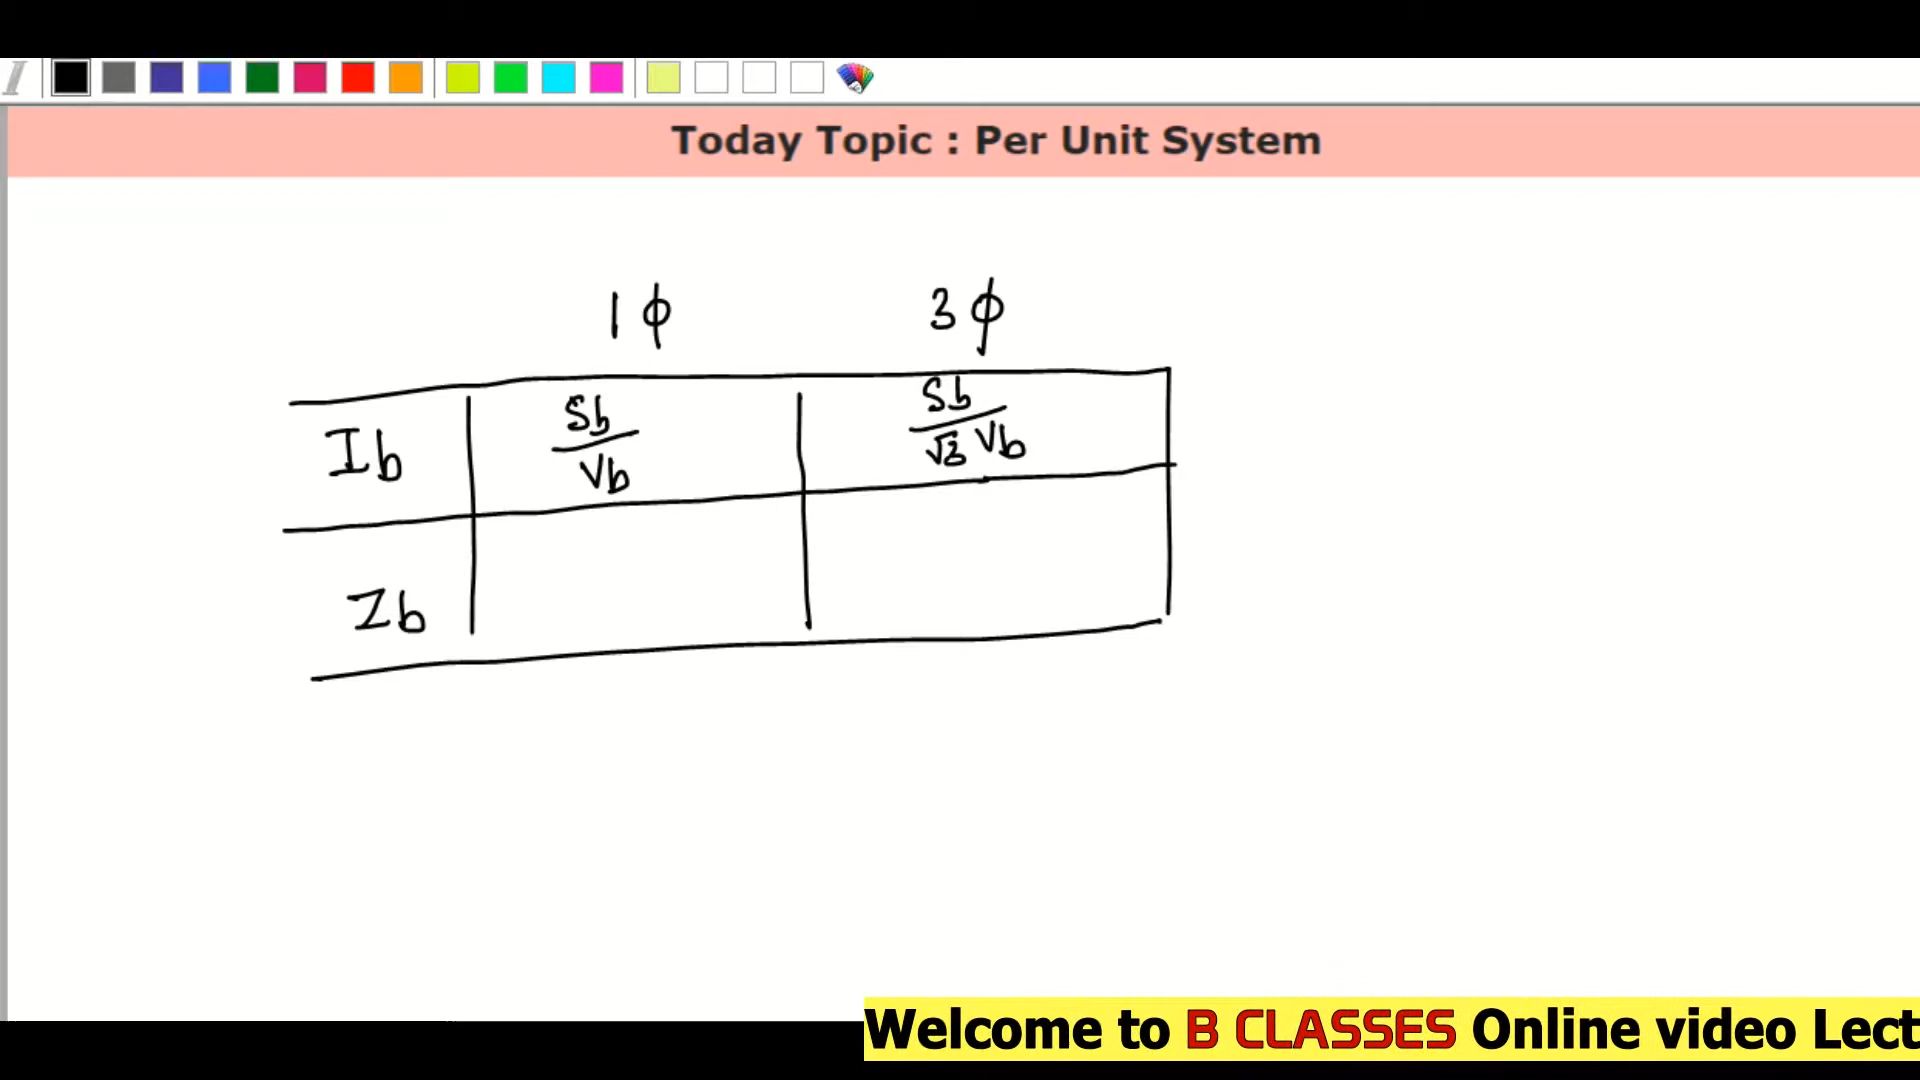 Today Topic : Per Unit System
1 ϕ 3 ϕ
Ib Sb/Vb Sb/√3 Vb
Zb
Welcome to B CLASSES Online video Lect